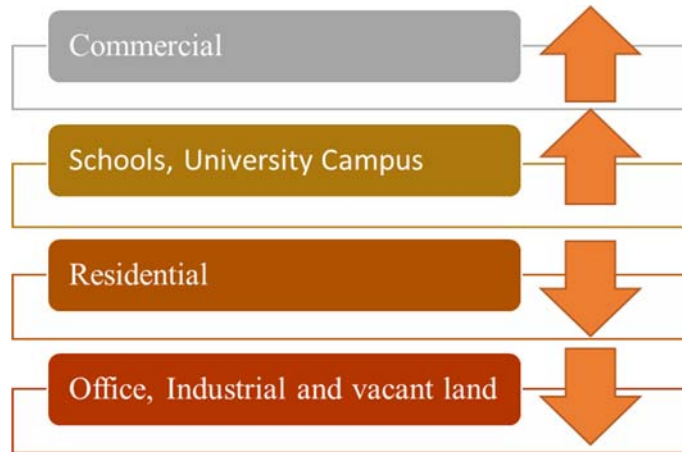 Commercial
Schools, University Campus
Residential
Office, Industrial and vacant land